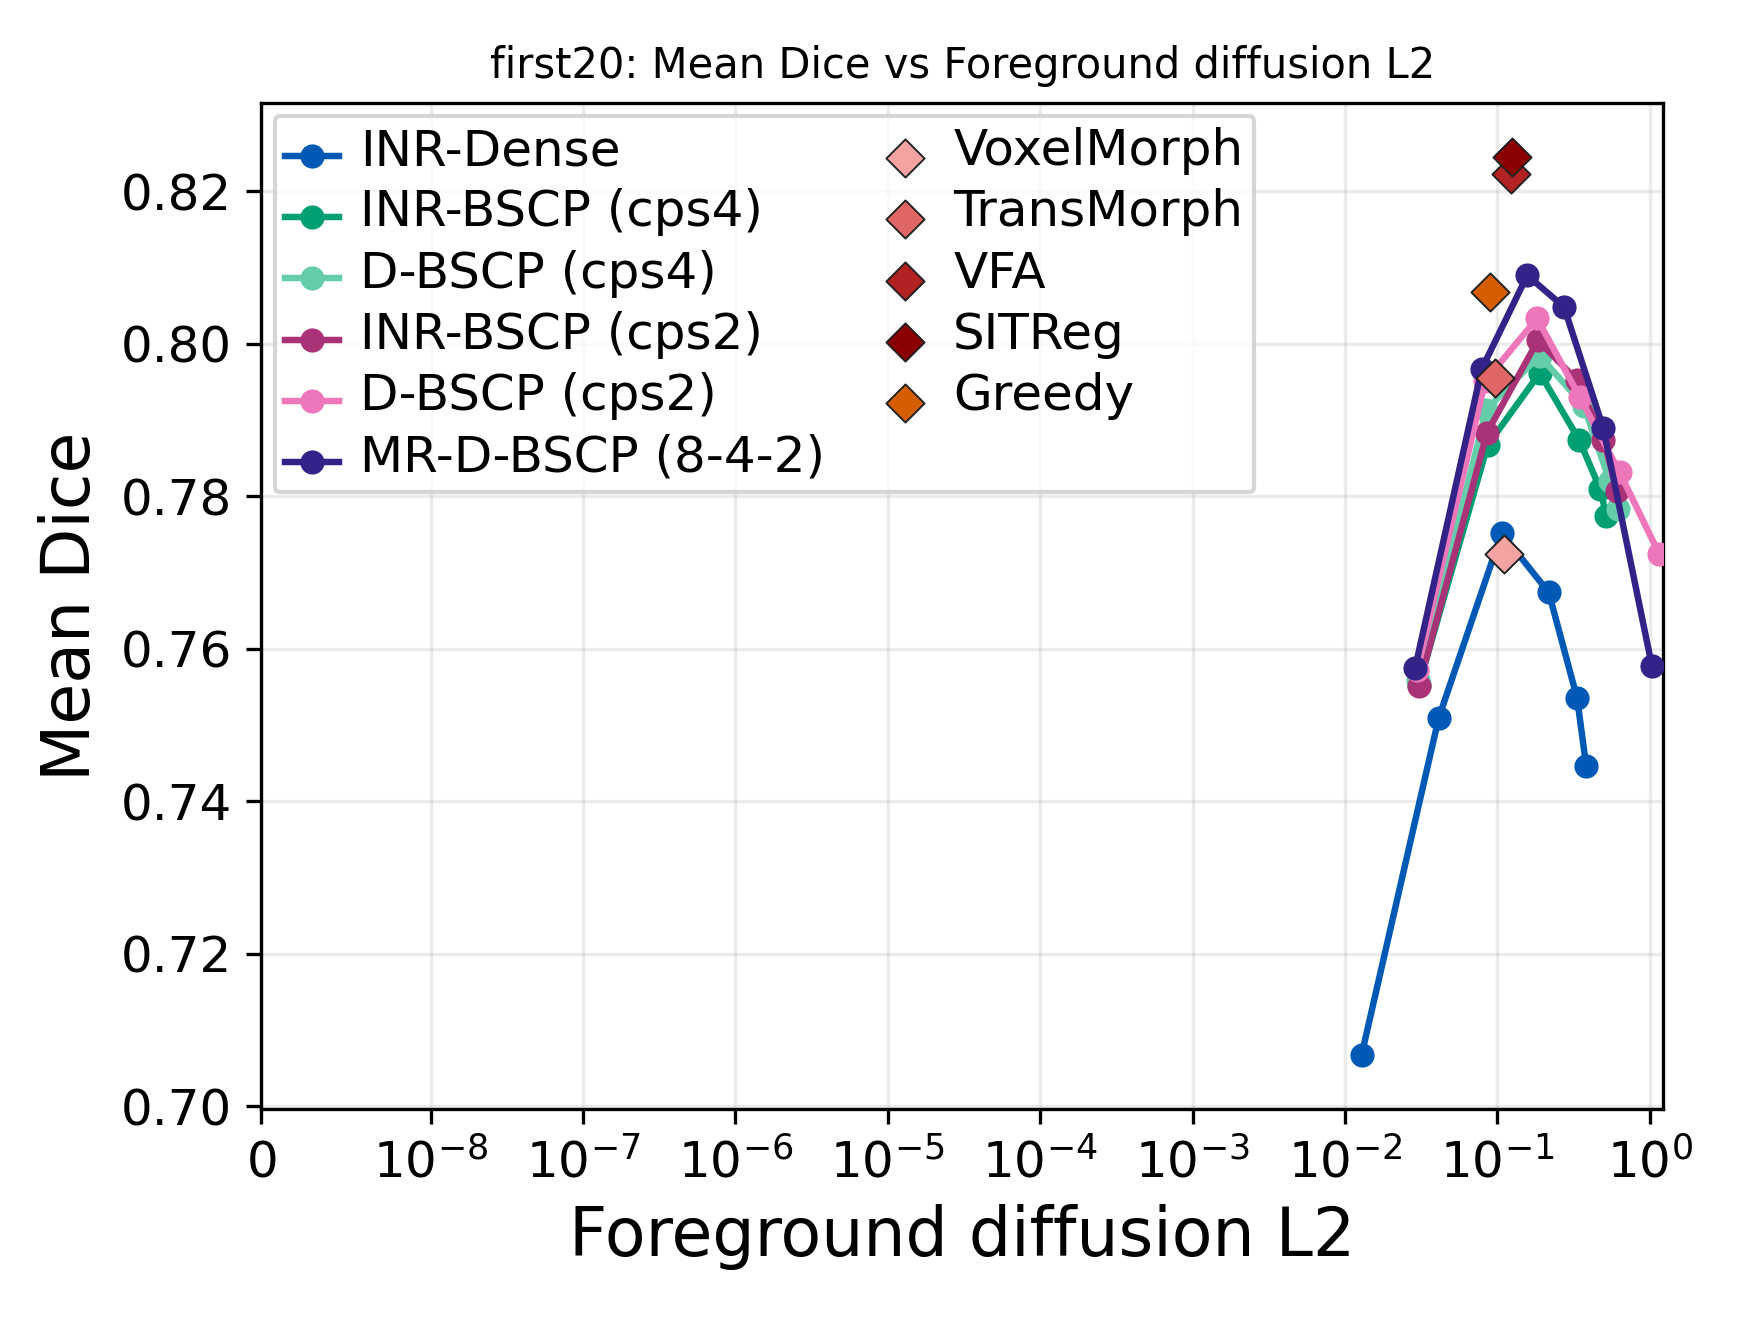 first20: Mean Dice vs Foreground diffusion L2
INR-Dense
INR-BSCP (cps4)
D-BSCP (cps4)
INR-BSCP (cps2)
D-BSCP (cps2)
MR-D-BSCP (8-4-2)
VoxelMorph
TransMorph
VFA
SITReg
Greedy
Mean Dice
0.82
0.80
0.78
0.76
0.74
0.72
0.70
0 10⁻⁸ 10⁻⁷ 10⁻⁶ 10⁻⁵ 10⁻⁴ 10⁻³ 10⁻² 10⁻¹ 10⁰
Foreground diffusion L2